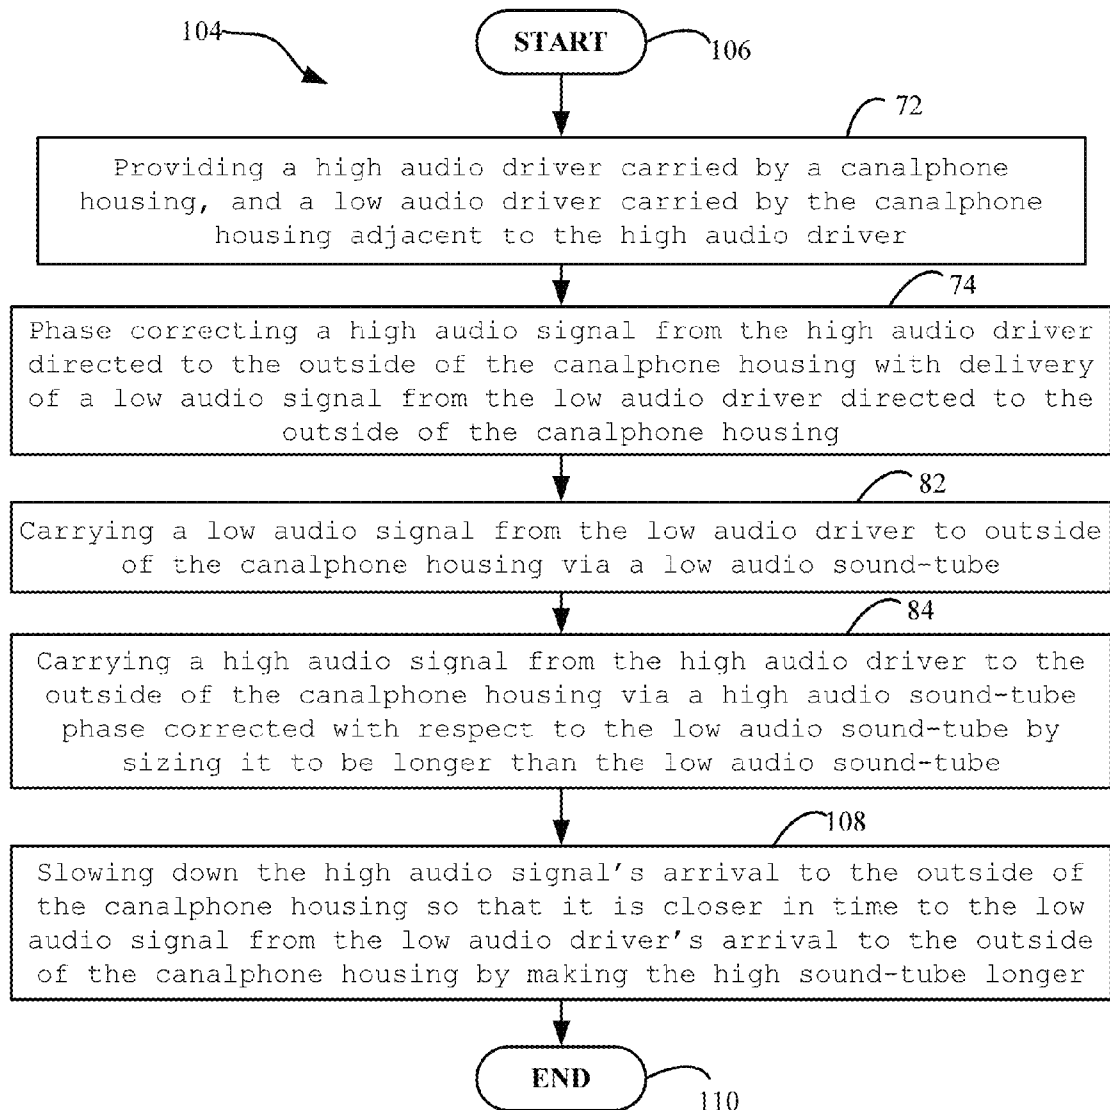 104
START
106
72
Providing a high audio driver carried by a canalphone
housing, and a low audio driver carried by the canalphone
housing adjacent to the high audio driver
74
Phase correcting a high audio signal from the high audio driver
directed to the outside of the canalphone housing with delivery
of a low audio signal from the low audio driver directed to the
outside of the canalphone housing
82
Carrying a low audio signal from the low audio driver to outside
of the canalphone housing via a low audio sound-tube
84
Carrying a high audio signal from the high audio driver to the
outside of the canalphone housing via a high audio sound-tube
phase corrected with respect to the low audio sound-tube by
sizing it to be longer than the low audio sound-tube
108
Slowing down the high audio signal's arrival to the outside of
the canalphone housing so that it is closer in time to the low
audio signal from the low audio driver's arrival to the outside
of the canalphone housing by making the high sound-tube longer
END
110